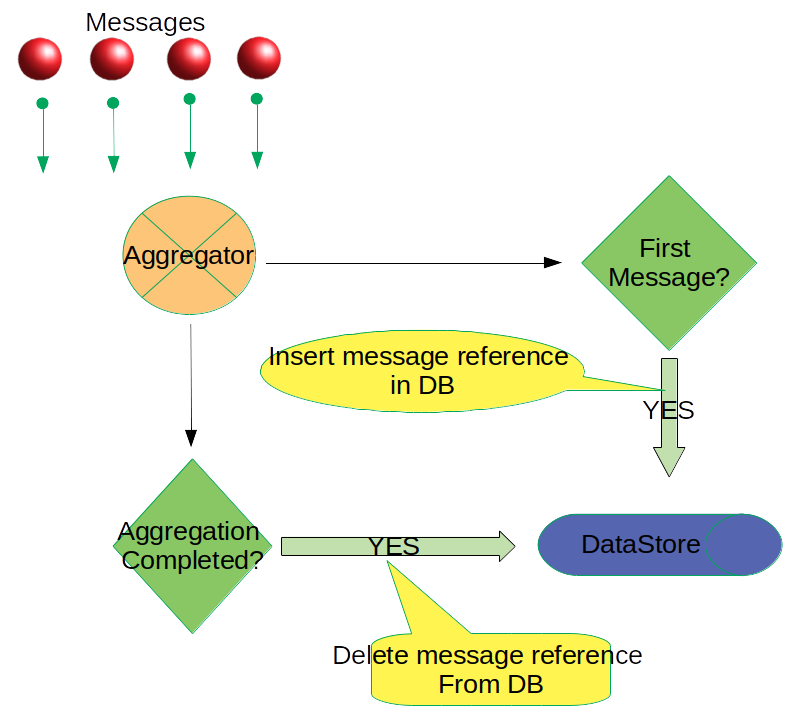 Messages
Aggregator
First
Message?
Insert message reference
in DB
YES
Aggregation
Completed?
YES
DataStore
Delete message reference
From DB